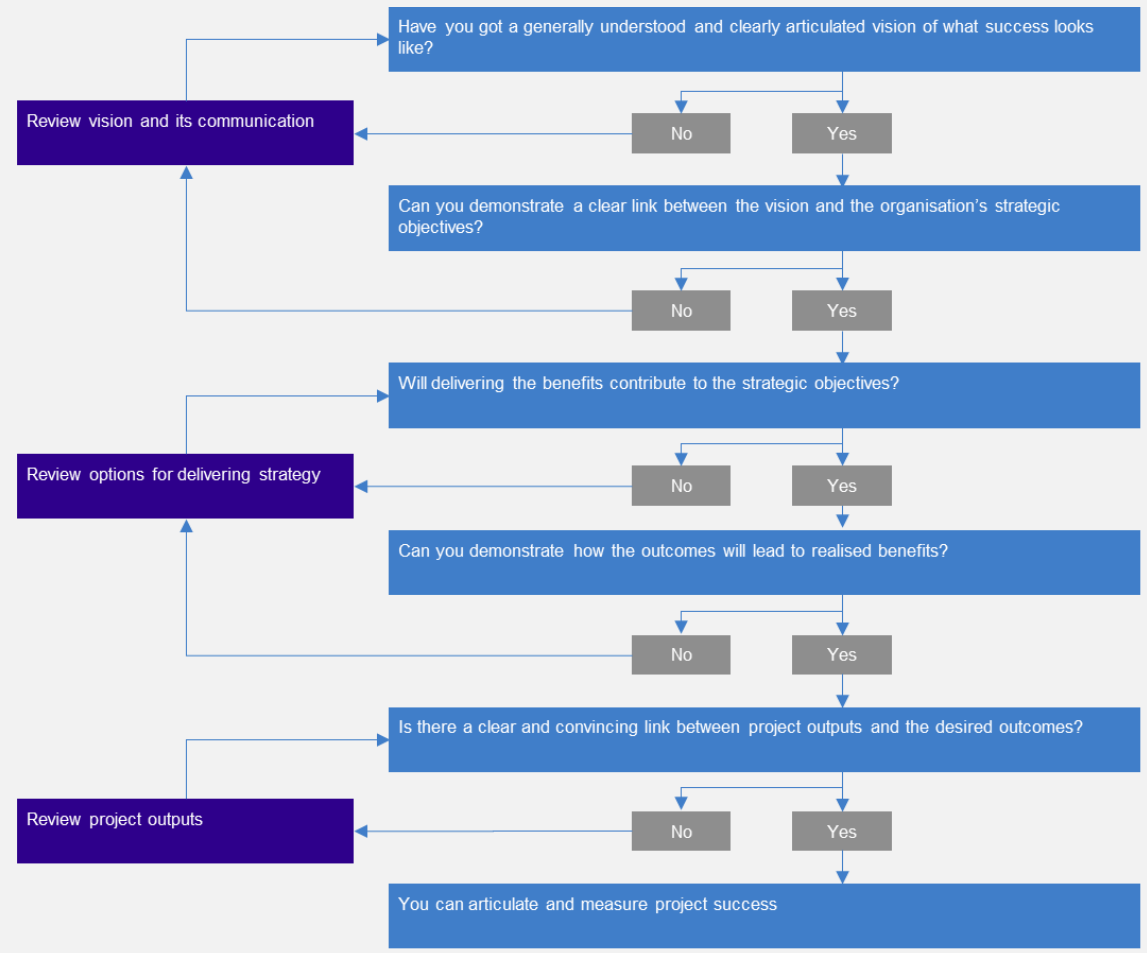 Have you got a generally understood and clearly articulated vision of what success looks
like?
Review vision and its communication
No
Yes
Can you demonstrate a clear link between the vision and the organisation's strategic
objectives?
No
Yes
Will delivering the benefits contribute to the strategic objectives?
Review options for delivering strategy
No
Yes
Can you demonstrate how the outcomes will lead to realised benefits?
No
Yes
Is there a clear and convincing link between project outputs and the desired outcomes?
Review project outputs
No
Yes
You can articulate and measure project success